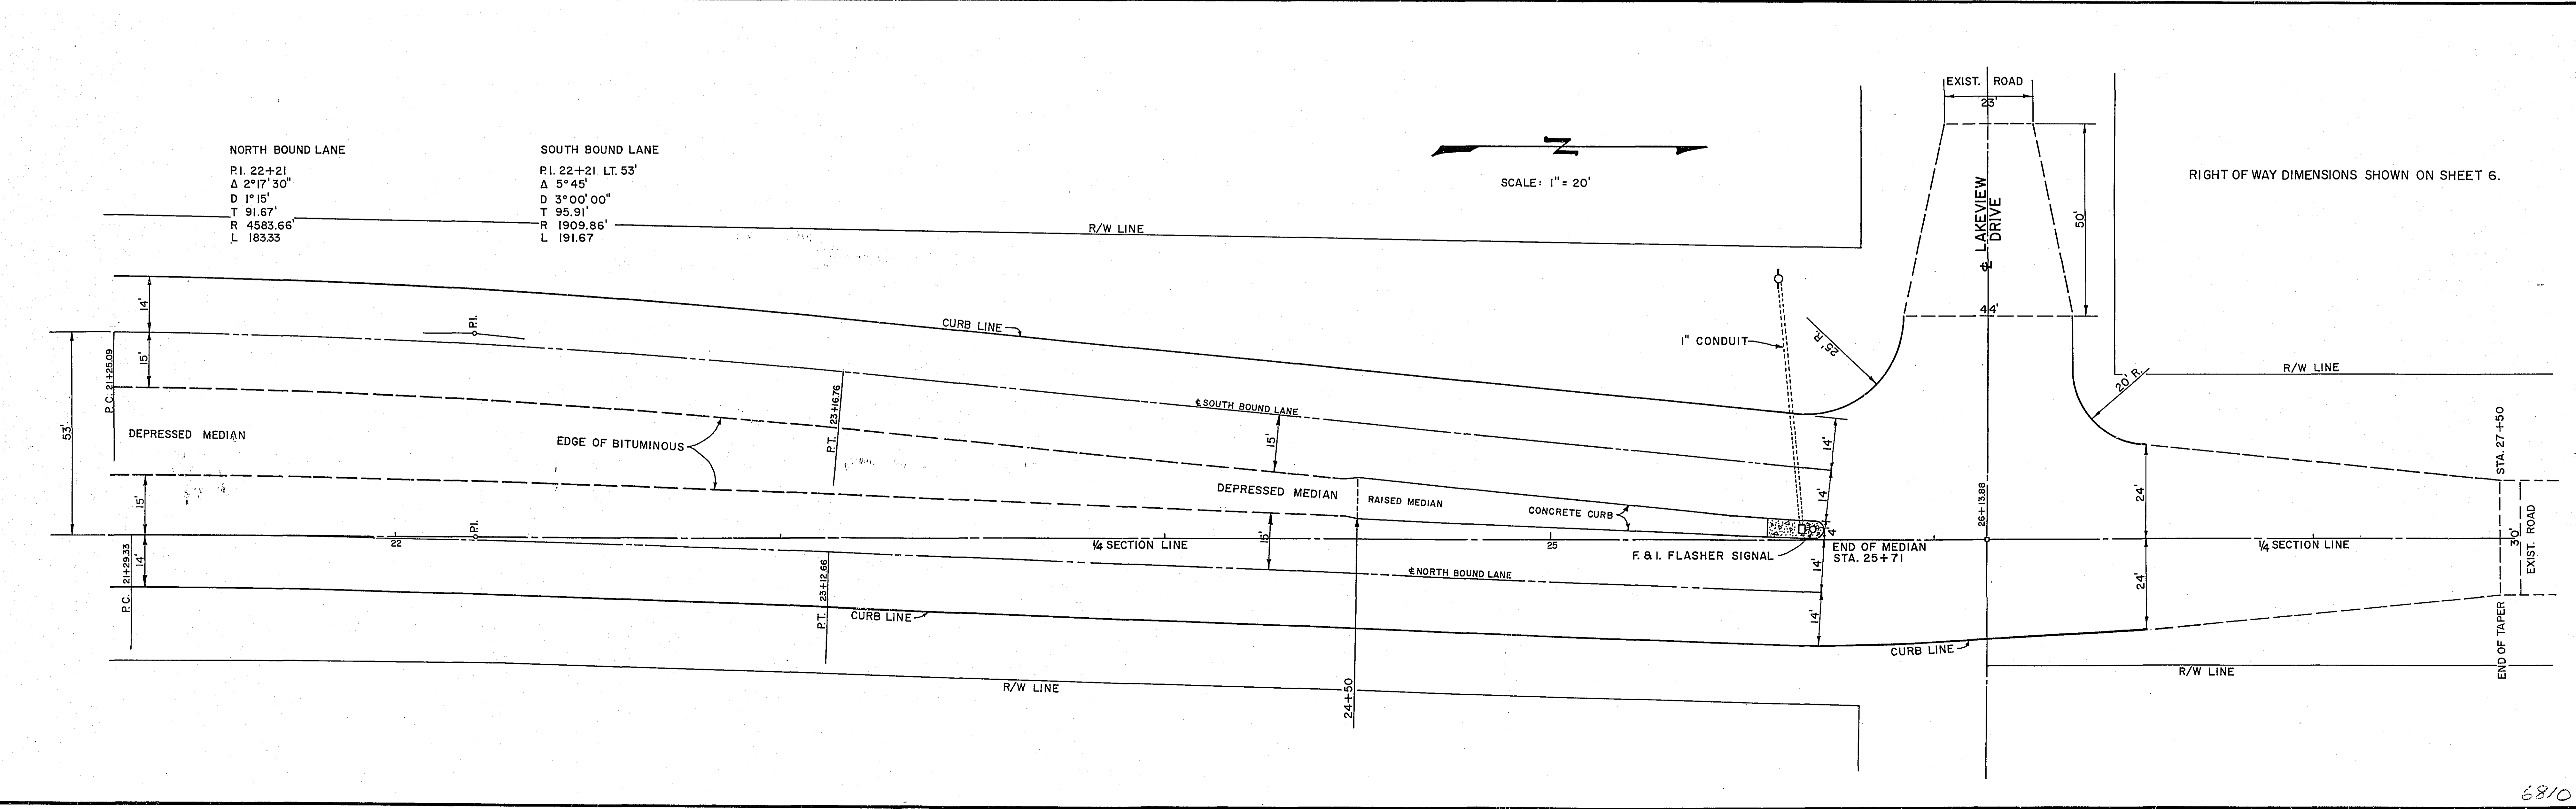 EXIST. ROAD
23'
NORTH BOUND LANE
P.I. 22+21
Δ 2°17'30"
D 1°15'
T 91.67'
R 4583.66'
L 183.33
SOUTH BOUND LANE
P.I. 22+21 LT. 53'
Δ 5°45'
D 3°00'00"
T 95.91'
R 1909.86'
L 191.67
N
SCALE: 1" = 20'
RIGHT OF WAY DIMENSIONS SHOWN ON SHEET 6.
℄ LAKEVIEW
DRIVE
50'
44'
R/W LINE
14'
15'
P.C. 21+25.09
53'
P.I.
CURB LINE
1" CONDUIT
25' R.
20' R.
R/W LINE
STA. 27+50
DEPRESSED MEDIAN
EDGE OF BITUMINOUS
P.T. 23+16.76
℄ SOUTH BOUND LANE
15'
14'
14'
4'
14'
14'
DEPRESSED MEDIAN
RAISED MEDIAN
CONCRETE CURB
26+13.88
24'
24'
15'
14'
P.C. 21+29.33
P.I.
22
¼ SECTION LINE
15'
25
F. & I. FLASHER SIGNAL
END OF MEDIAN
STA. 25+71
¼ SECTION LINE
30'
EXIST. ROAD
P.T. 23+12.66
℄ NORTH BOUND LANE
CURB LINE
CURB LINE
END OF TAPER
R/W LINE
24+50
R/W LINE
6810